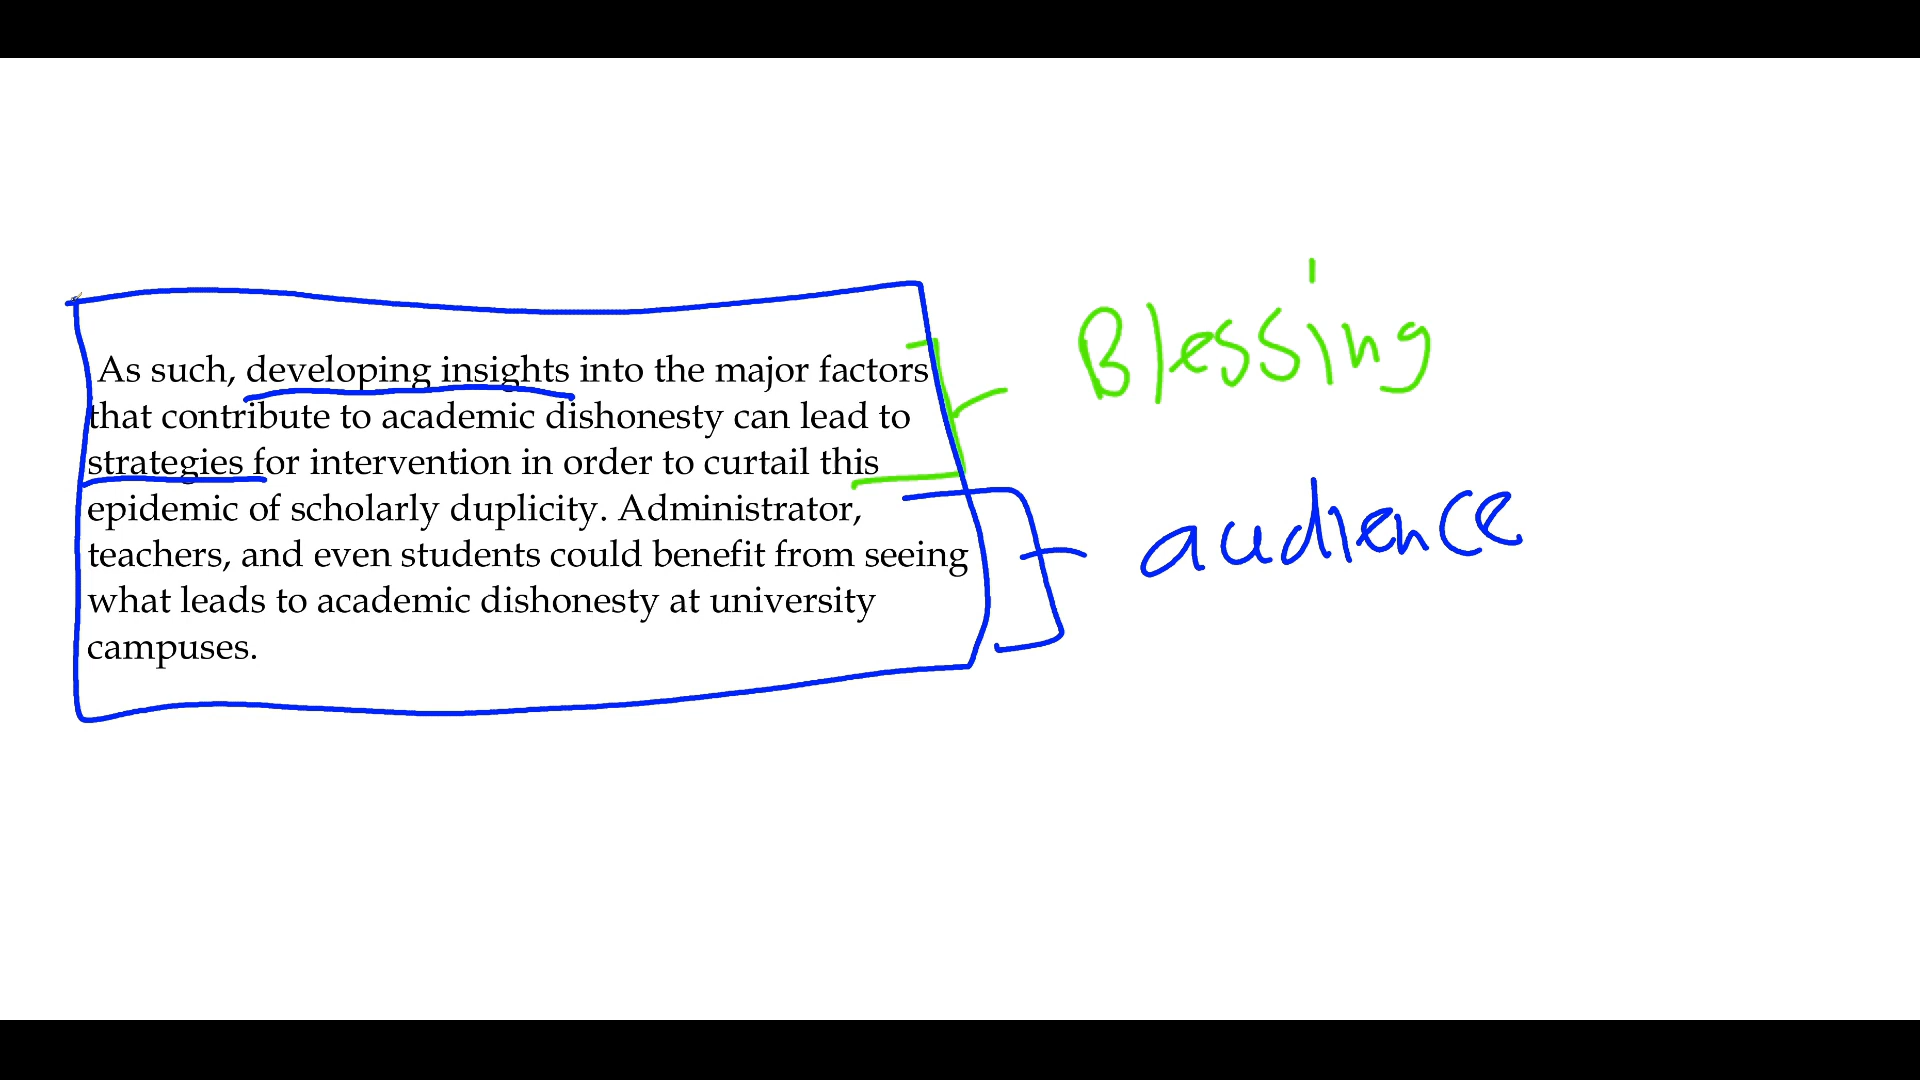 As such, developing insights into the major factors
that contribute to academic dishonesty can lead to
strategies for intervention in order to curtail this
epidemic of scholarly duplicity. Administrator,
teachers, and even students could benefit from seeing
what leads to academic dishonesty at university
campuses.
Blessing
audience